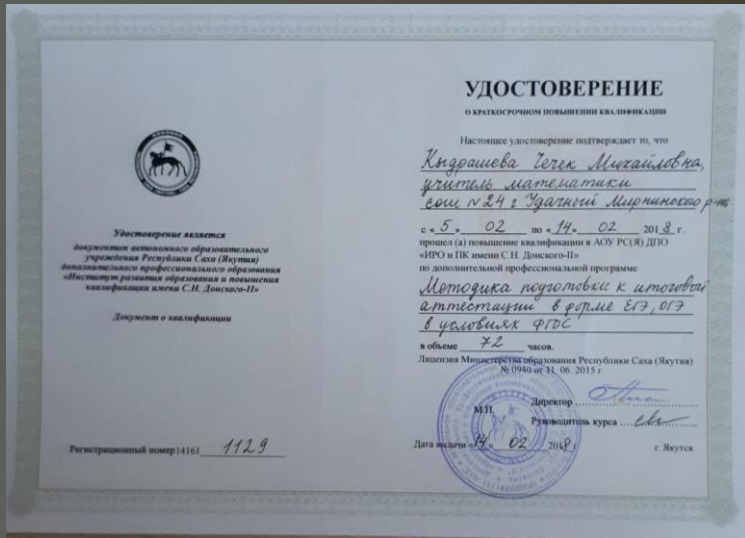 Удостоверение является
документом автономного образовательного
учреждения Республики Саха (Якутия)
дополнительного профессионального образования
«Институт развития образования и повышения
квалификации имени С.Н. Донского-II»
Документ о квалификации
Регистрационный номер 14161 1129
УДОСТОВЕРЕНИЕ
О КРАТКОСРОЧНОМ ПОВЫШЕНИИ КВАЛИФИКАЦИИ
Настоящее удостоверение подтверждает то, что
Кыдрашева Чечек Михайловна,
учитель математики
сош №24 г Удачный Мирнинского р-на
с «5» 02 по «14» 02 2018 г.
прошел (а) повышение квалификации в АОУ РС(Я) ДПО
«ИРО и ПК имени С.Н. Донского-II»
по дополнительной профессиональной программе
Методика подготовки к итоговой
аттестации в форме ЕГЭ, ОГЭ
в условиях ФГОС
в объеме 72 часов.
Лицензия Министерства образования Республики Саха (Якутия)
№ 0940 от 11. 06. 2015 г.
Директор
М.П.
Руководитель курса
Дата выдачи «14» 02 2018 г.
г. Якутск